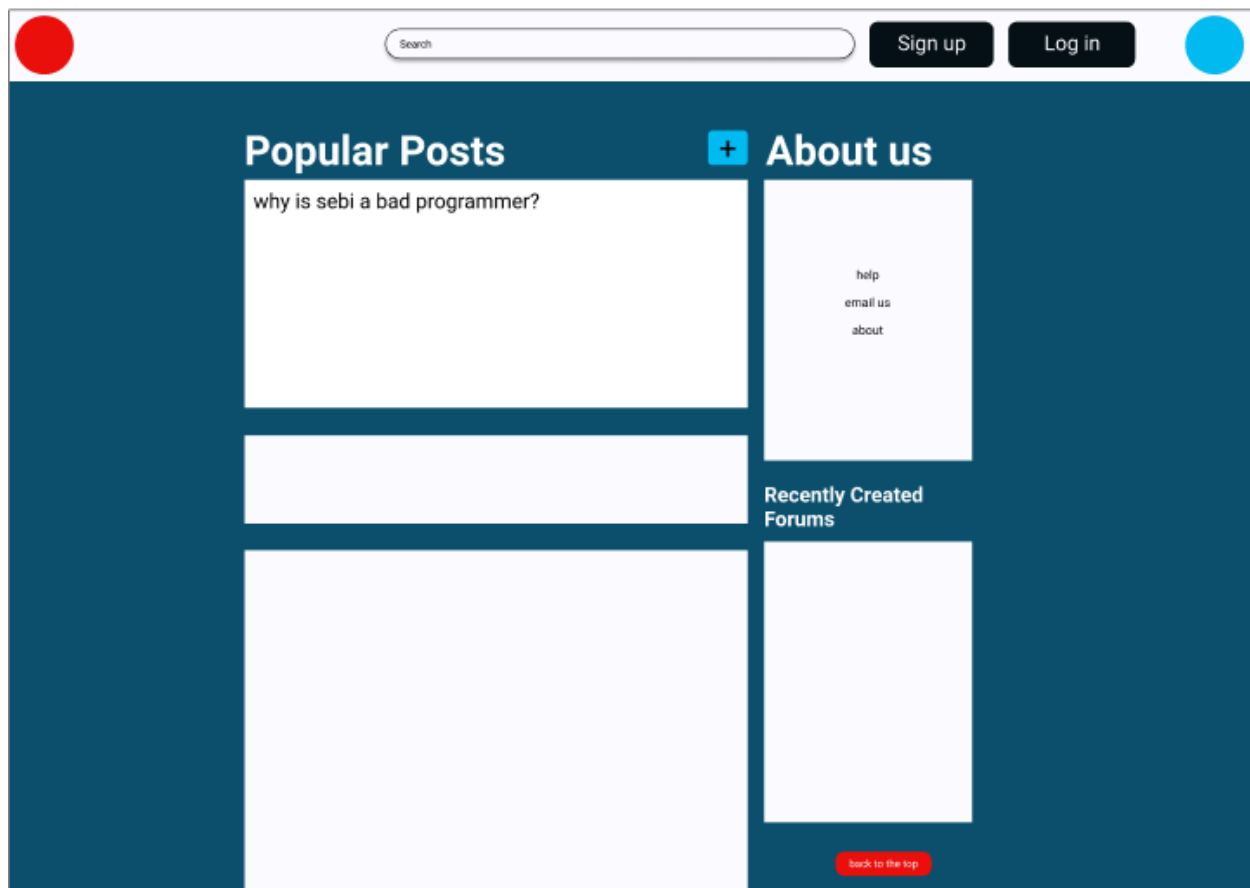 Search
Sign up
Log in
Popular Posts
+
About us
why is sebi a bad programmer?
help
email us
about
Recently Created
Forums
back to the top